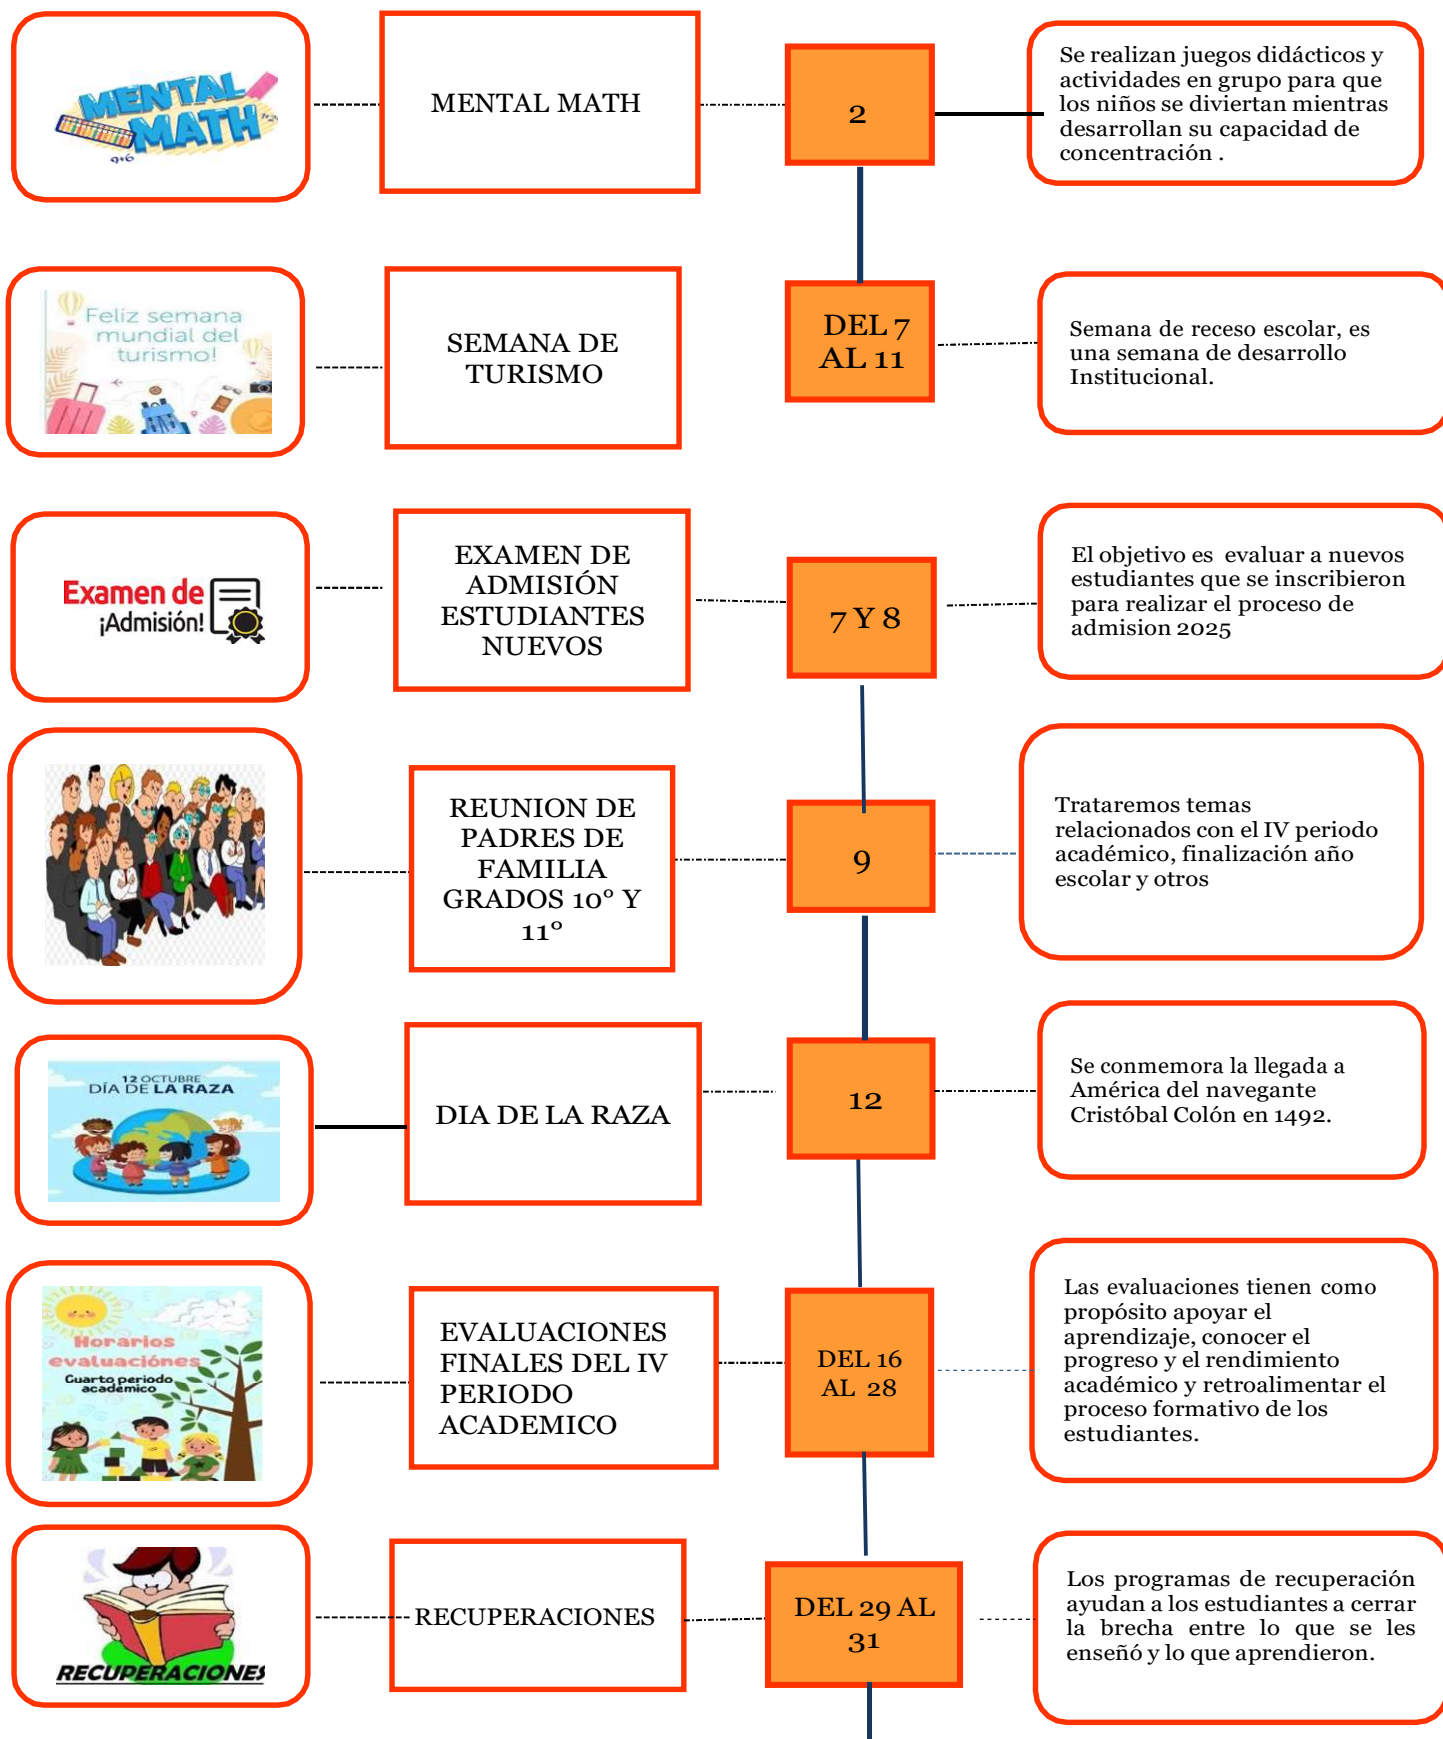 MENTAL
MATH
9+6
MENTAL MATH
2
Se realizan juegos didácticos y
actividades en grupo para que
los niños se diviertan mientras
desarrollan su capacidad de
concentración .
Feliz semana
mundial del
turismo!
SEMANA DE
TURISMO
DEL 7
AL 11
Semana de receso escolar, es
una semana de desarrollo
Institucional.
Examen de
¡Admisión!
EXAMEN DE
ADMISIÓN
ESTUDIANTES
NUEVOS
7 Y 8
El objetivo es evaluar a nuevos
estudiantes que se inscribieron
para realizar el proceso de
admision 2025
REUNION DE
PADRES DE
FAMILIA
GRADOS 10° Y
11°
9
Trataremos temas
relacionados con el IV periodo
académico, finalización año
escolar y otros
12 OCTUBRE
DÍA DE LA RAZA
DIA DE LA RAZA
12
Se conmemora la llegada a
América del navegante
Cristóbal Colón en 1492.
Horarios
evaluaciónes
Cuarto periodo
academico
EVALUACIONES
FINALES DEL IV
PERIODO
ACADEMICO
DEL 16
AL 28
Las evaluaciones tienen como
propósito apoyar el
aprendizaje, conocer el
progreso y el rendimiento
académico y retroalimentar el
proceso formativo de los
estudiantes.
RECUPERACIONES
RECUPERACIONES
DEL 29 AL
31
Los programas de recuperación
ayudan a los estudiantes a cerrar
la brecha entre lo que se les
enseñó y lo que aprendieron.